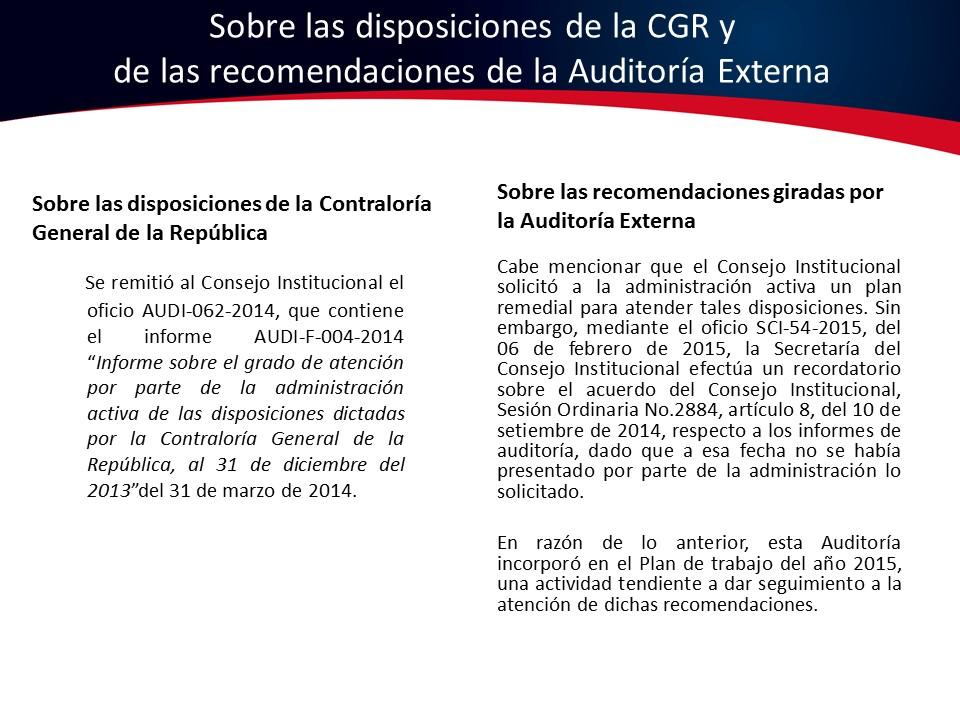 Sobre las disposiciones de la CGR y
de las recomendaciones de la Auditoría Externa
Sobre las disposiciones de la Contraloría
General de la República
Se remitió al Consejo Institucional el
oficio AUDI-062-2014, que contiene
el informe AUDI-F-004-2014
“Informe sobre el grado de atención
por parte de la administración
activa de las disposiciones dictadas
por la Contraloría General de la
República, al 31 de diciembre del
2013”del 31 de marzo de 2014.
Sobre las recomendaciones giradas por
la Auditoría Externa
Cabe mencionar que el Consejo Institucional
solicitó a la administración activa un plan
remedial para atender tales disposiciones. Sin
embargo, mediante el oficio SCI-54-2015, del
06 de febrero de 2015, la Secretaría del
Consejo Institucional efectúa un recordatorio
sobre el acuerdo del Consejo Institucional,
Sesión Ordinaria No.2884, artículo 8, del 10 de
setiembre de 2014, respecto a los informes de
auditoría, dado que a esa fecha no se había
presentado por parte de la administración lo
solicitado.
En razón de lo anterior, esta Auditoría
incorporó en el Plan de trabajo del año 2015,
una actividad tendiente a dar seguimiento a la
atención de dichas recomendaciones.